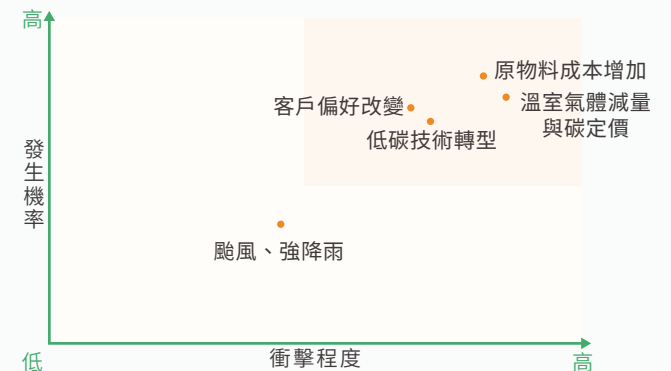 高
原物料成本增加
溫室氣體減量
與碳定價
客戶偏好改變
低碳技術轉型
發生機率
颱風、強降雨
低
衝擊程度
高